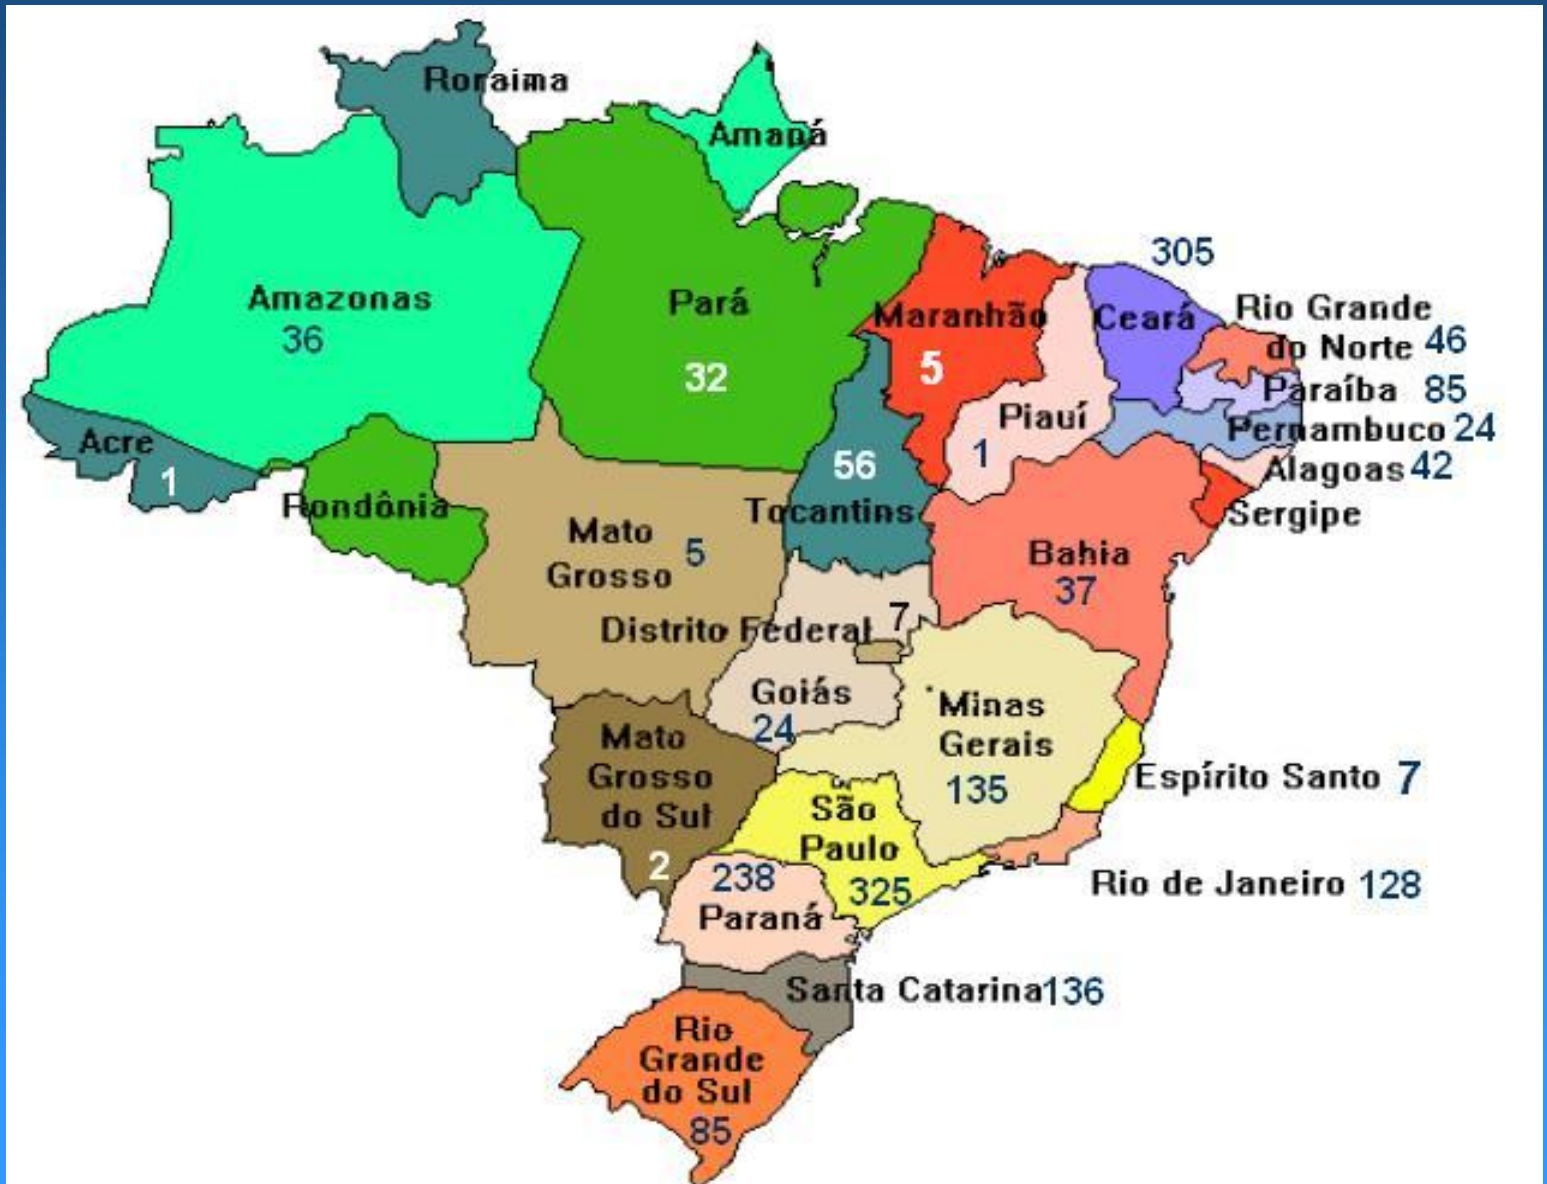 Roraima
Amapá
305
Amazonas
36
Pará
32
Maranhão
5
Ceará
Rio Grande
do Norte 46
Paraíba 85
Piauí
1
Pernambuco 24
Alagoas 42
Sergipe
Acre
1
Rondônia
56
Tocantins
Mato
Grosso 5
Bahia
37
Distrito Federal 7
Goiás
24
Minas
Gerais
135
Mato
Grosso
do Sul
2
Espírito Santo 7
São
Paulo
325
Rio de Janeiro 128
238
Paraná
Santa Catarina 136
Rio
Grande
do Sul
85